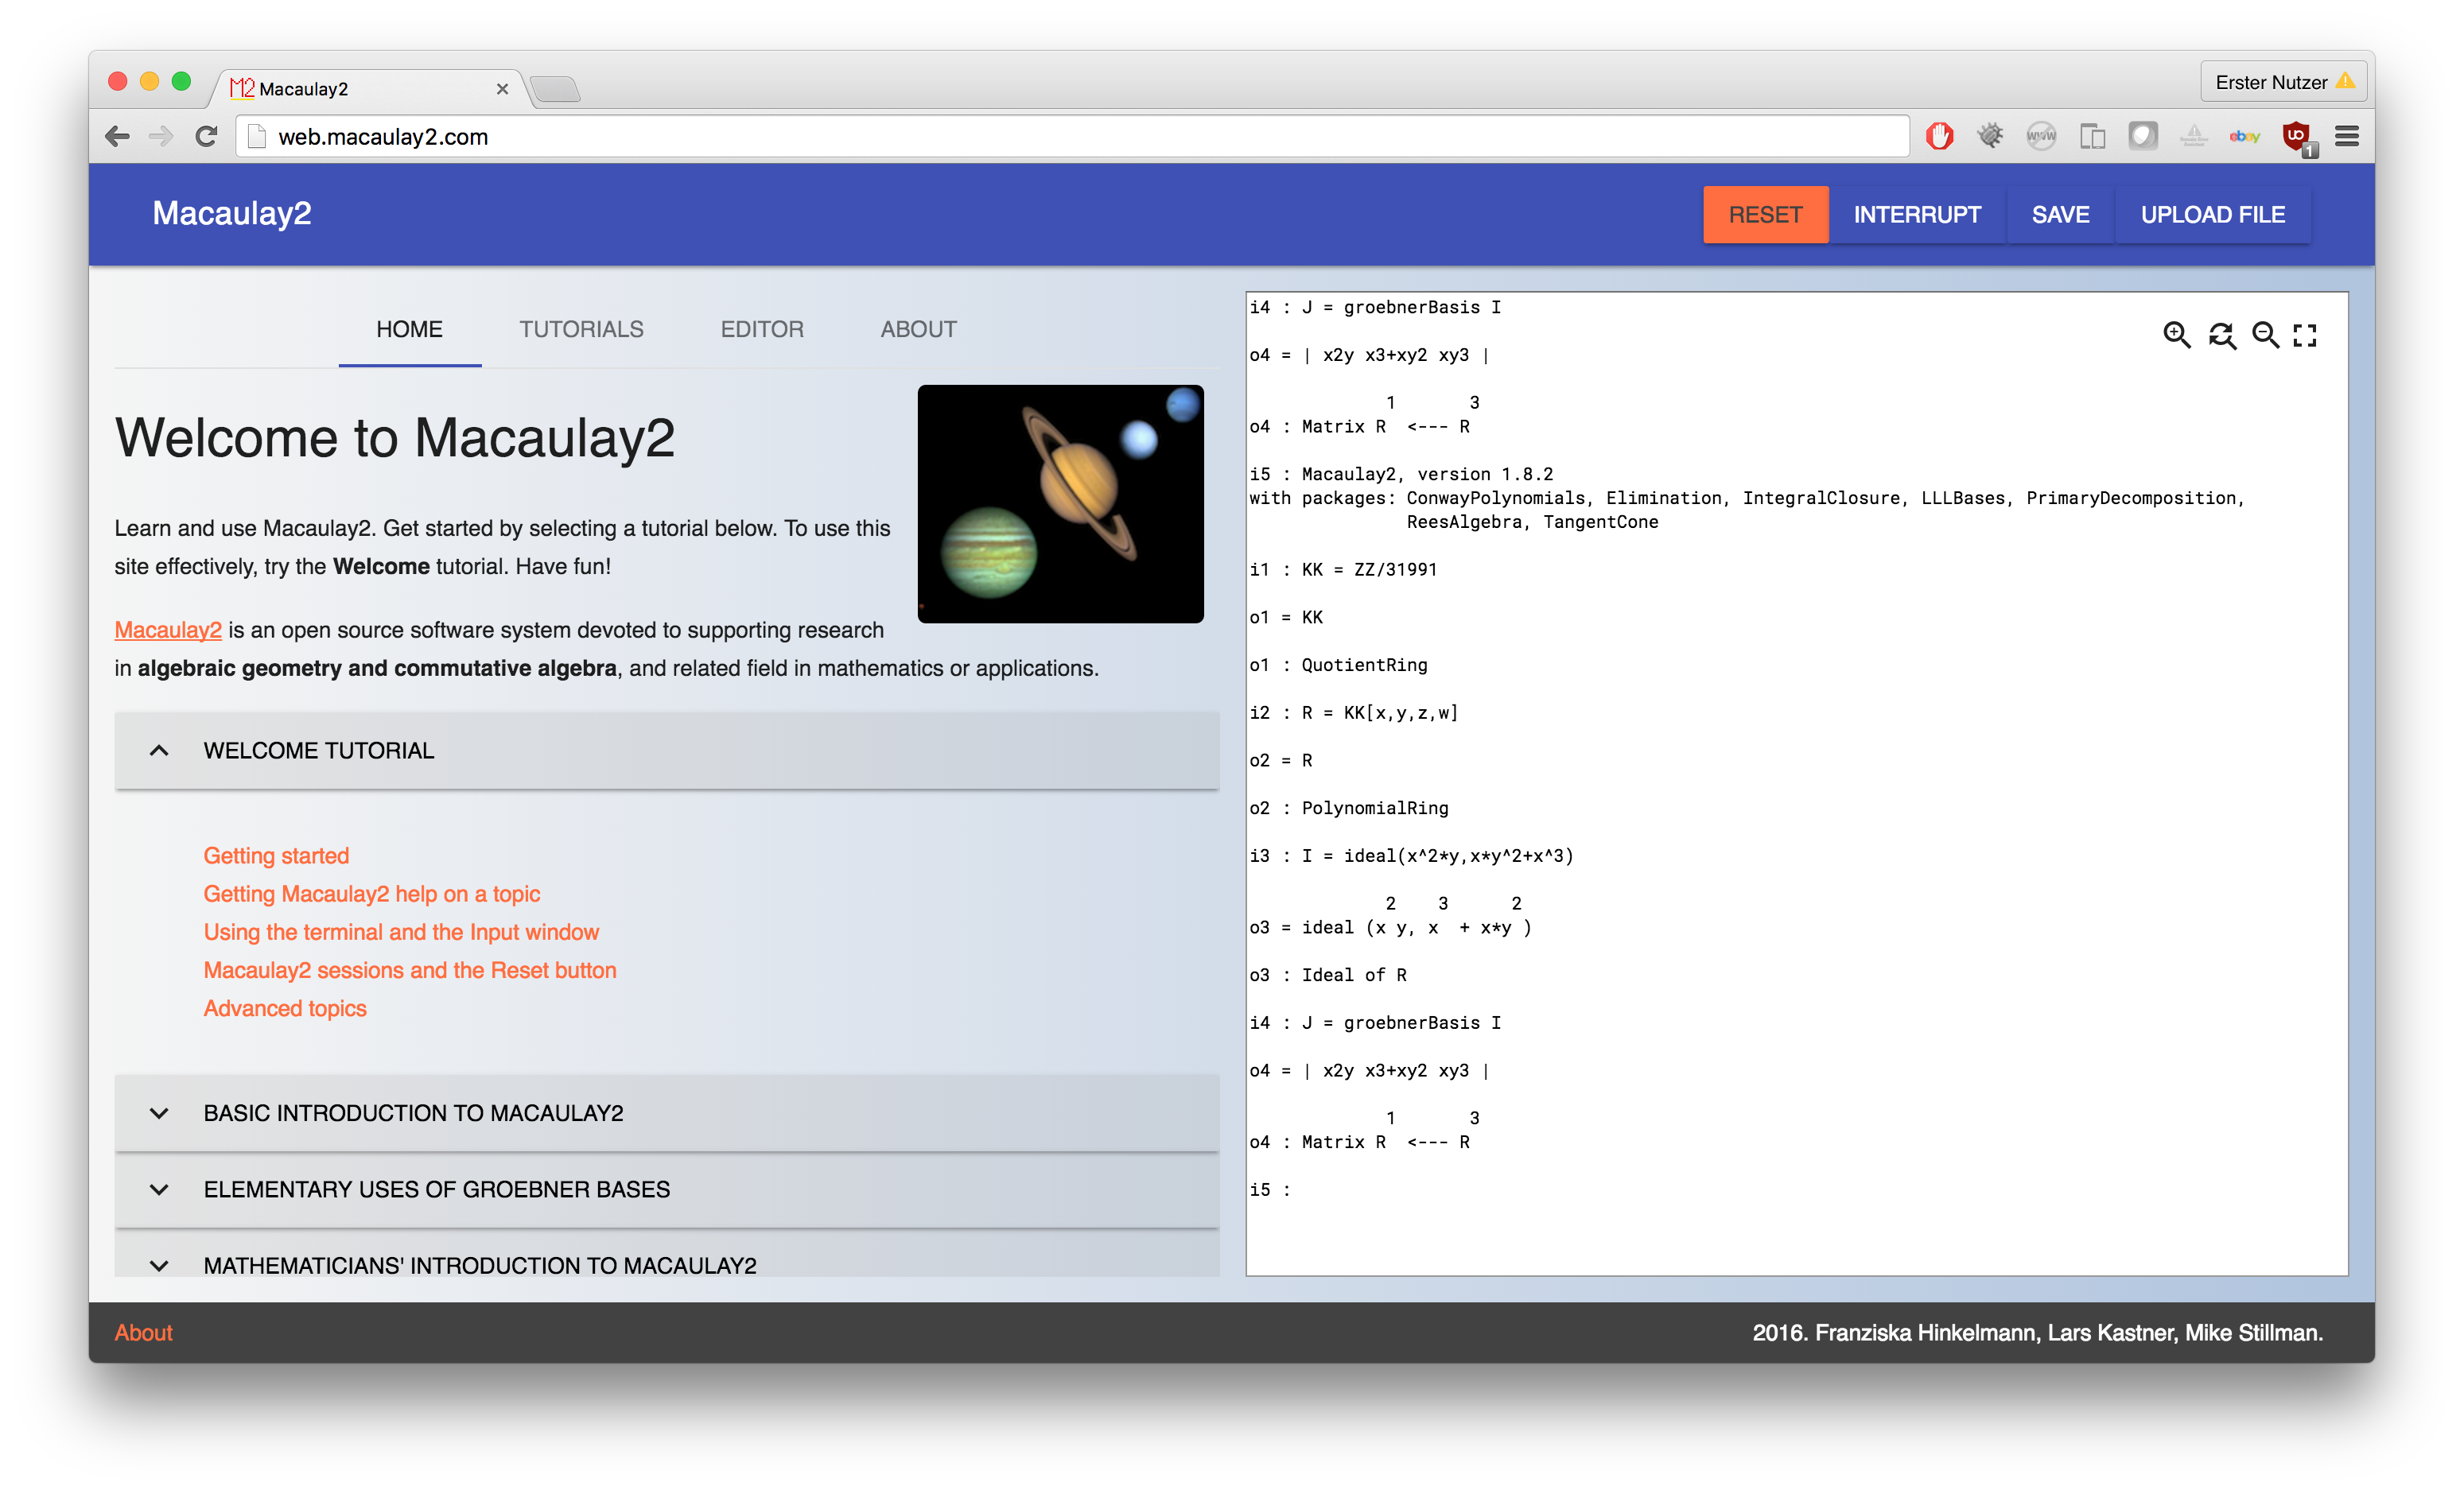 M2 Macaulay2
Erster Nutzer
web.macaulay2.com
www
ebay
UO
1
Macaulay2
RESET
INTERRUPT
SAVE
UPLOAD FILE
HOME
TUTORIALS
EDITOR
ABOUT
Welcome to Macaulay2
Learn and use Macaulay2. Get started by selecting a tutorial below. To use this
site effectively, try the Welcome tutorial. Have fun!
Macaulay2 is an open source software system devoted to supporting research
in algebraic geometry and commutative algebra, and related field in mathematics or applications.
WELCOME TUTORIAL
Getting started
Getting Macaulay2 help on a topic
Using the terminal and the Input window
Macaulay2 sessions and the Reset button
Advanced topics
BASIC INTRODUCTION TO MACAULAY2
ELEMENTARY USES OF GROEBNER BASES
MATHEMATICIANS' INTRODUCTION TO MACAULAY2
i4 : J = groebnerBasis I
o4 = | x2y x3+xy2 xy3 |
             1       3
o4 : Matrix R  <--- R
i5 : Macaulay2, version 1.8.2
with packages: ConwayPolynomials, Elimination, IntegralClosure, LLLBases, PrimaryDecomposition,
               ReesAlgebra, TangentCone
i1 : KK = ZZ/31991
o1 = KK
o1 : QuotientRing
i2 : R = KK[x,y,z,w]
o2 = R
o2 : PolynomialRing
i3 : I = ideal(x^2*y,x*y^2+x^3)
             2    3      2
o3 = ideal (x y, x  + x*y )
o3 : Ideal of R
i4 : J = groebnerBasis I
o4 = | x2y x3+xy2 xy3 |
             1       3
o4 : Matrix R  <--- R
i5 :
About
2016. Franziska Hinkelmann, Lars Kastner, Mike Stillman.